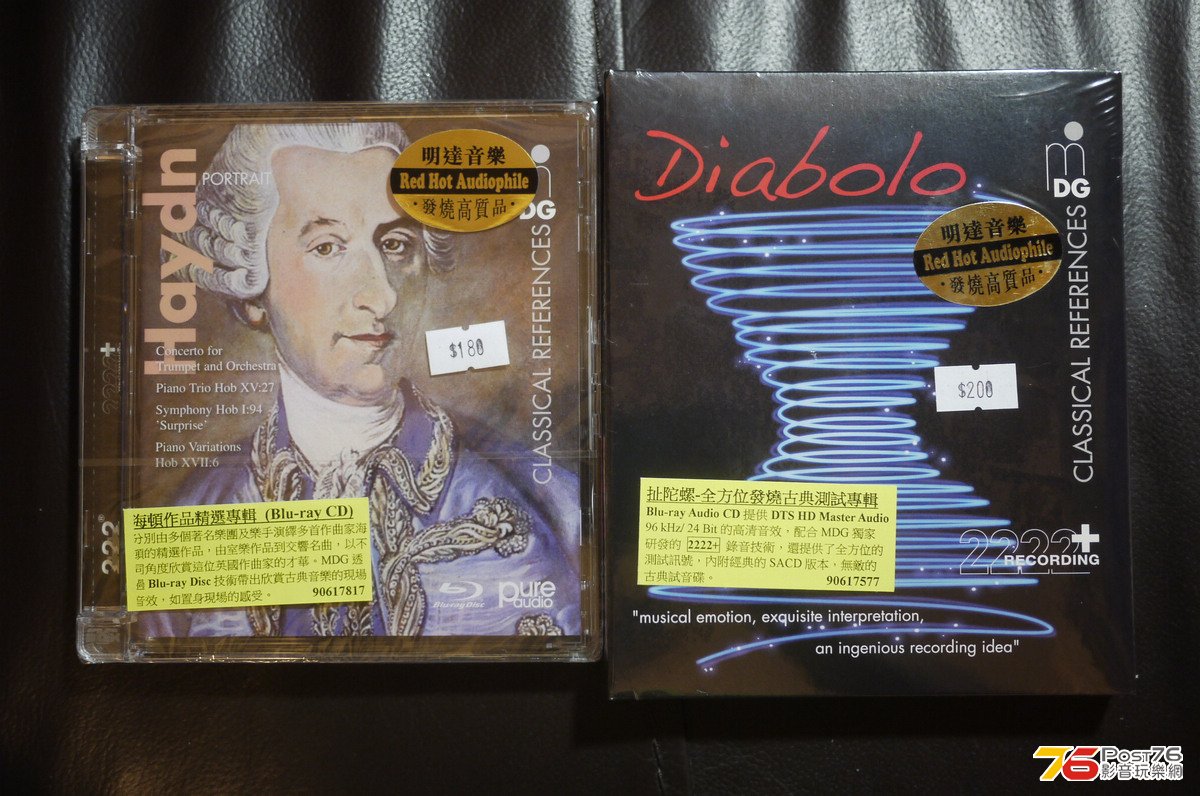 Haydn
PORTRAIT
明達音樂
Red Hot Audiophile
·發燒高質品·
DG
CLASSICAL REFERENCES
$180
Concerto for
Trumpet and Orchestra
Piano Trio Hob XV:27
Symphony Hob I:94
'Surprise'
Piano Variations
Hob XVII:6
2222+
海頓作品精選專輯 (Blu-ray CD)
分別由多個著名樂團及樂手演繹多首作曲家海
頓的精選作品，由室樂作品到交響名曲，以不
司角度欣賞這位英國作曲家的才華。MDG 透
過 Blu-ray Disc 技術帶出欣賞古典音樂的現場
音效，如置身現場的感受。 90617817
Blu-ray Disc
pure
audio
Diabolo
DG
明達音樂
Red Hot Audiophile
·發燒高質品·
CLASSICAL REFERENCES
$200
扯陀螺-全方位發燒古典測試專輯
Blu-ray Audio CD 提供 DTS HD Master Audio
96 kHz/ 24 Bit 的高清音效，配合 MDG 獨家
研發的 2222+ 錄音技術，還提供了全方位的
測試訊號，內附經典的 SACD 版本，無敵的
古典試音碟。 90617577
2222+
RECORDING
"musical emotion, exquisite interpretation,
an ingenious recording idea"
76 Post76
影音玩樂網